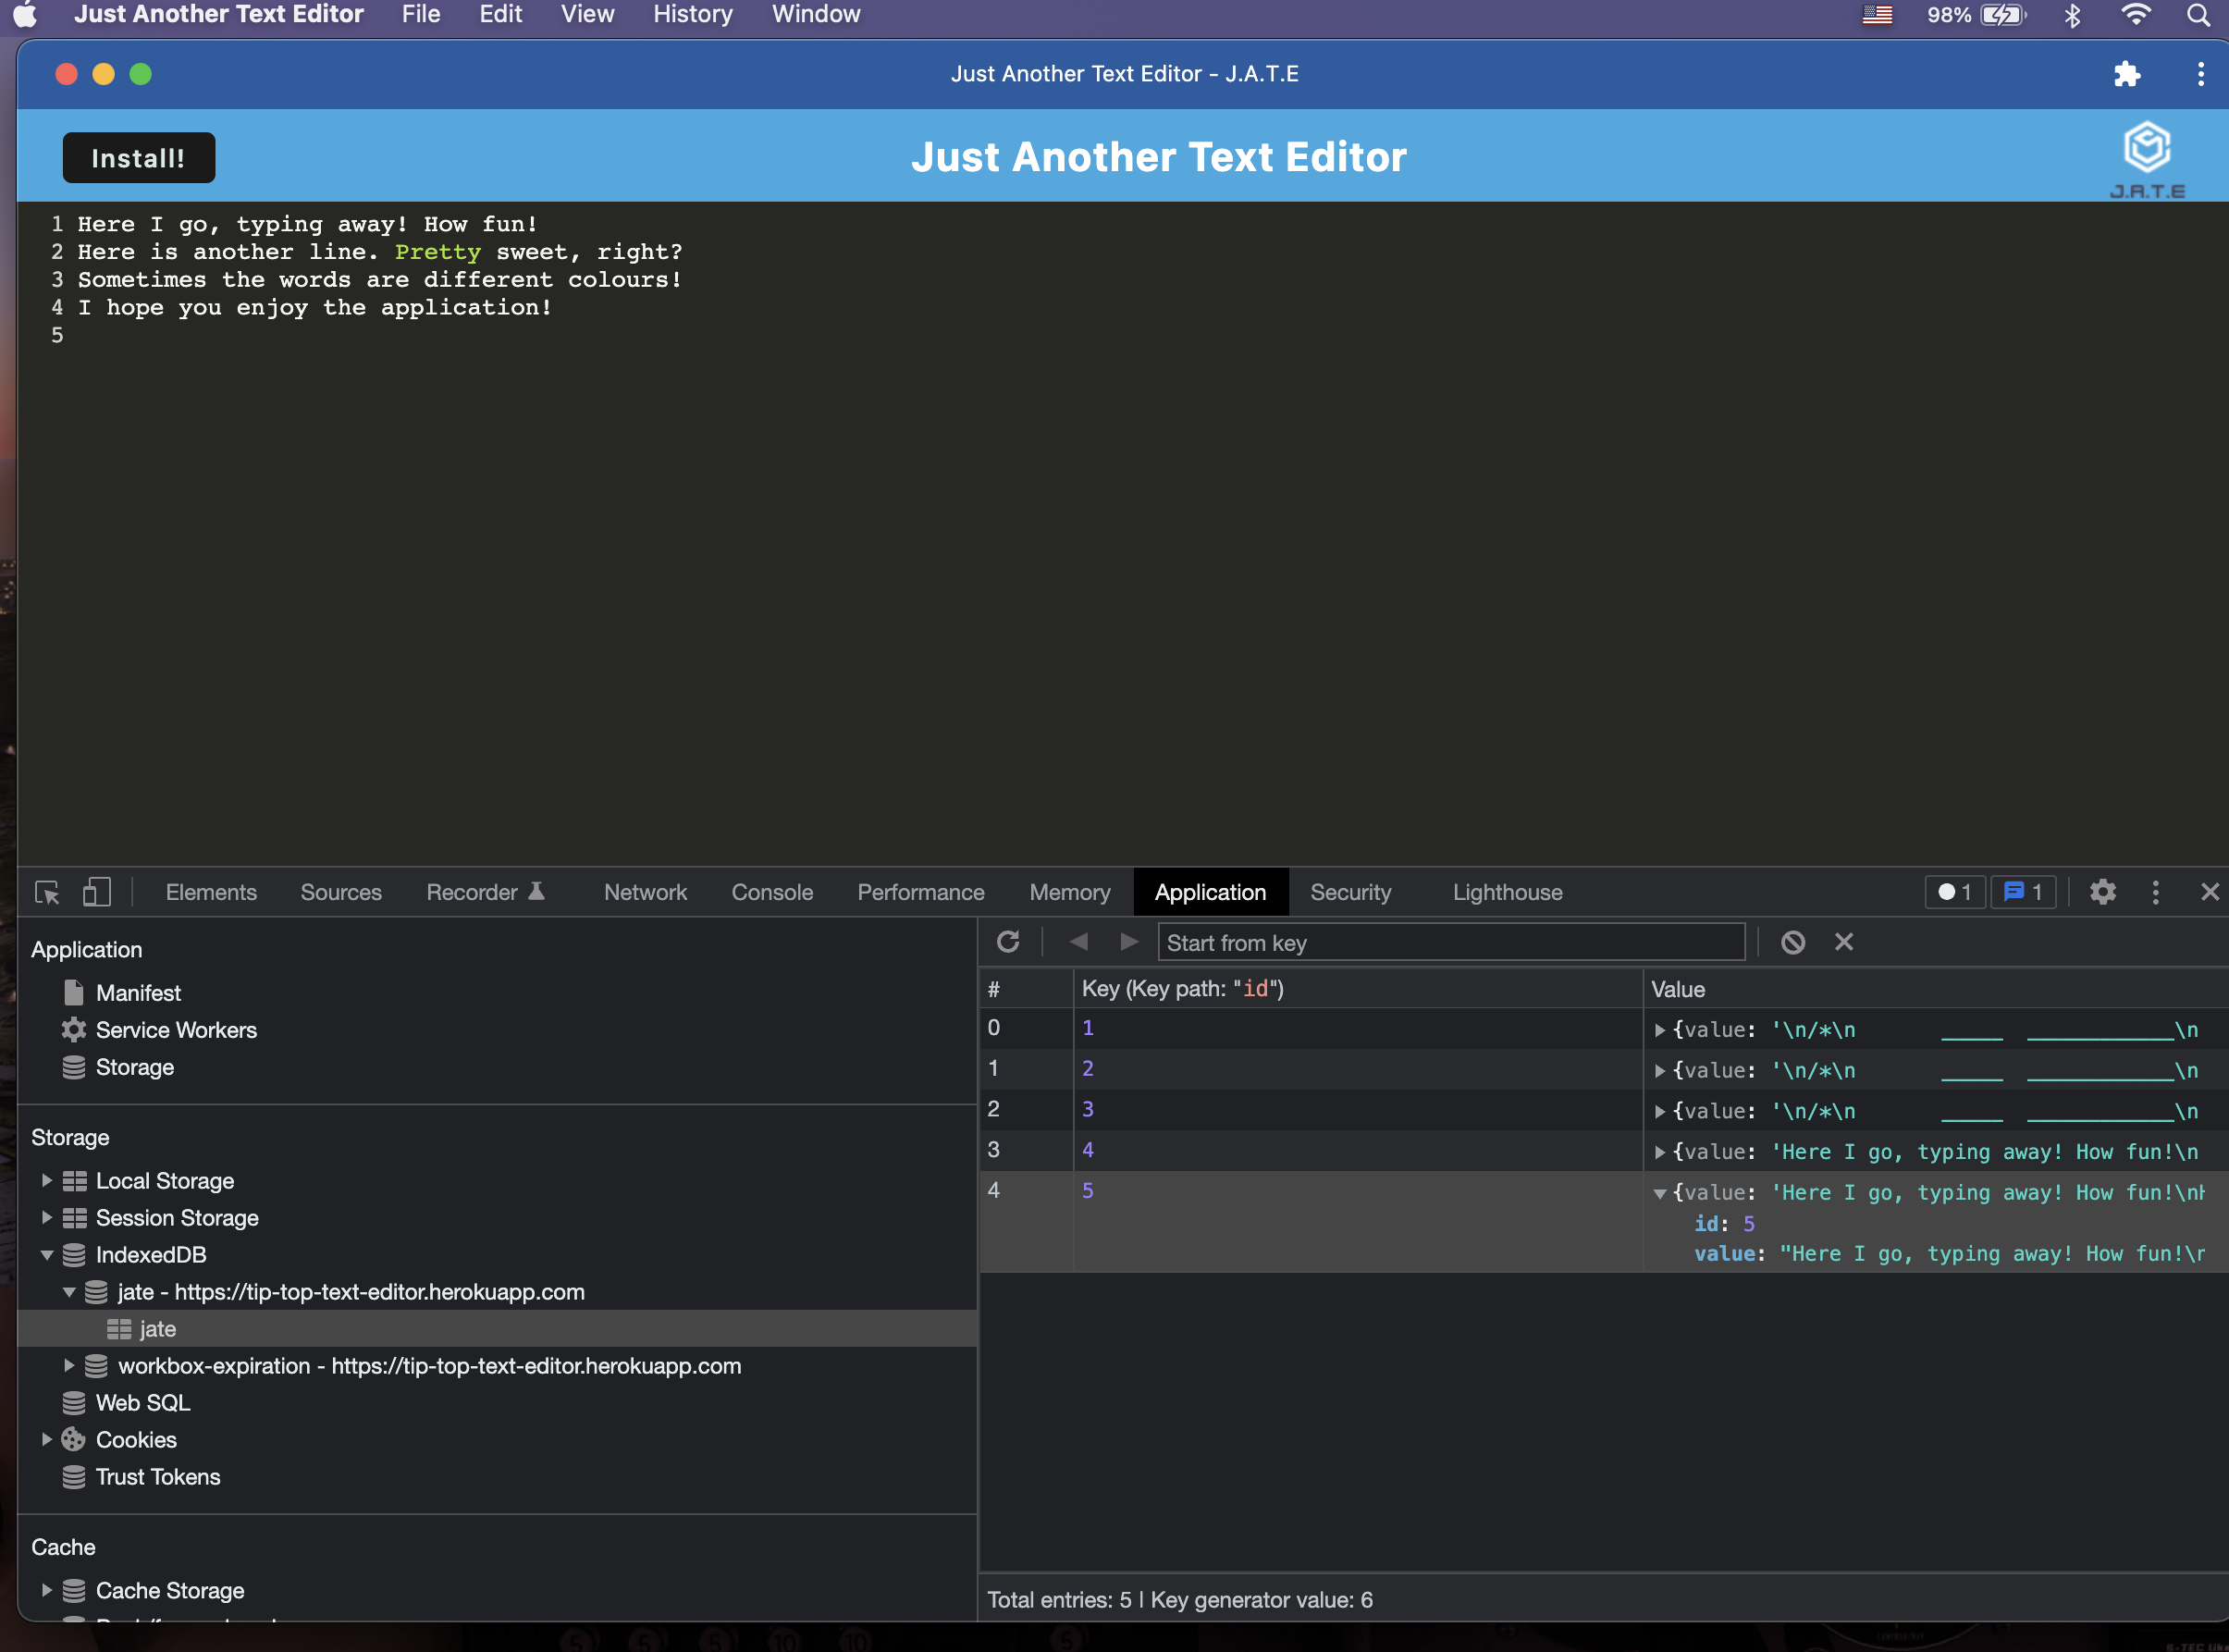 Just Another Text Editor File Edit View History Window 98%
Just Another Text Editor - J.A.T.E
Install! Just Another Text Editor J.A.T.E
1 Here I go, typing away! How fun!
2 Here is another line. Pretty sweet, right?
3 Sometimes the words are different colours!
4 I hope you enjoy the application!
5
Elements Sources Recorder Network Console Performance Memory Application Security Lighthouse 1 1
Application
Manifest
Service Workers
Storage
Storage
Local Storage
Session Storage
IndexedDB
jate - https://tip-top-text-editor.herokuapp.com
jate
workbox-expiration - https://tip-top-text-editor.herokuapp.com
Web SQL
Cookies
Trust Tokens
Cache
Cache Storage
Start from key
# Key (Key path: "id") Value
0 1 {value: '\n/*\n _____ ____________\n
1 2 {value: '\n/*\n _____ ____________\n
2 3 {value: '\n/*\n _____ ____________\n
3 4 {value: 'Here I go, typing away! How fun!\n
4 5 {value: 'Here I go, typing away! How fun!\n
id: 5
value: "Here I go, typing away! How fun!\
Total entries: 5 | Key generator value: 6